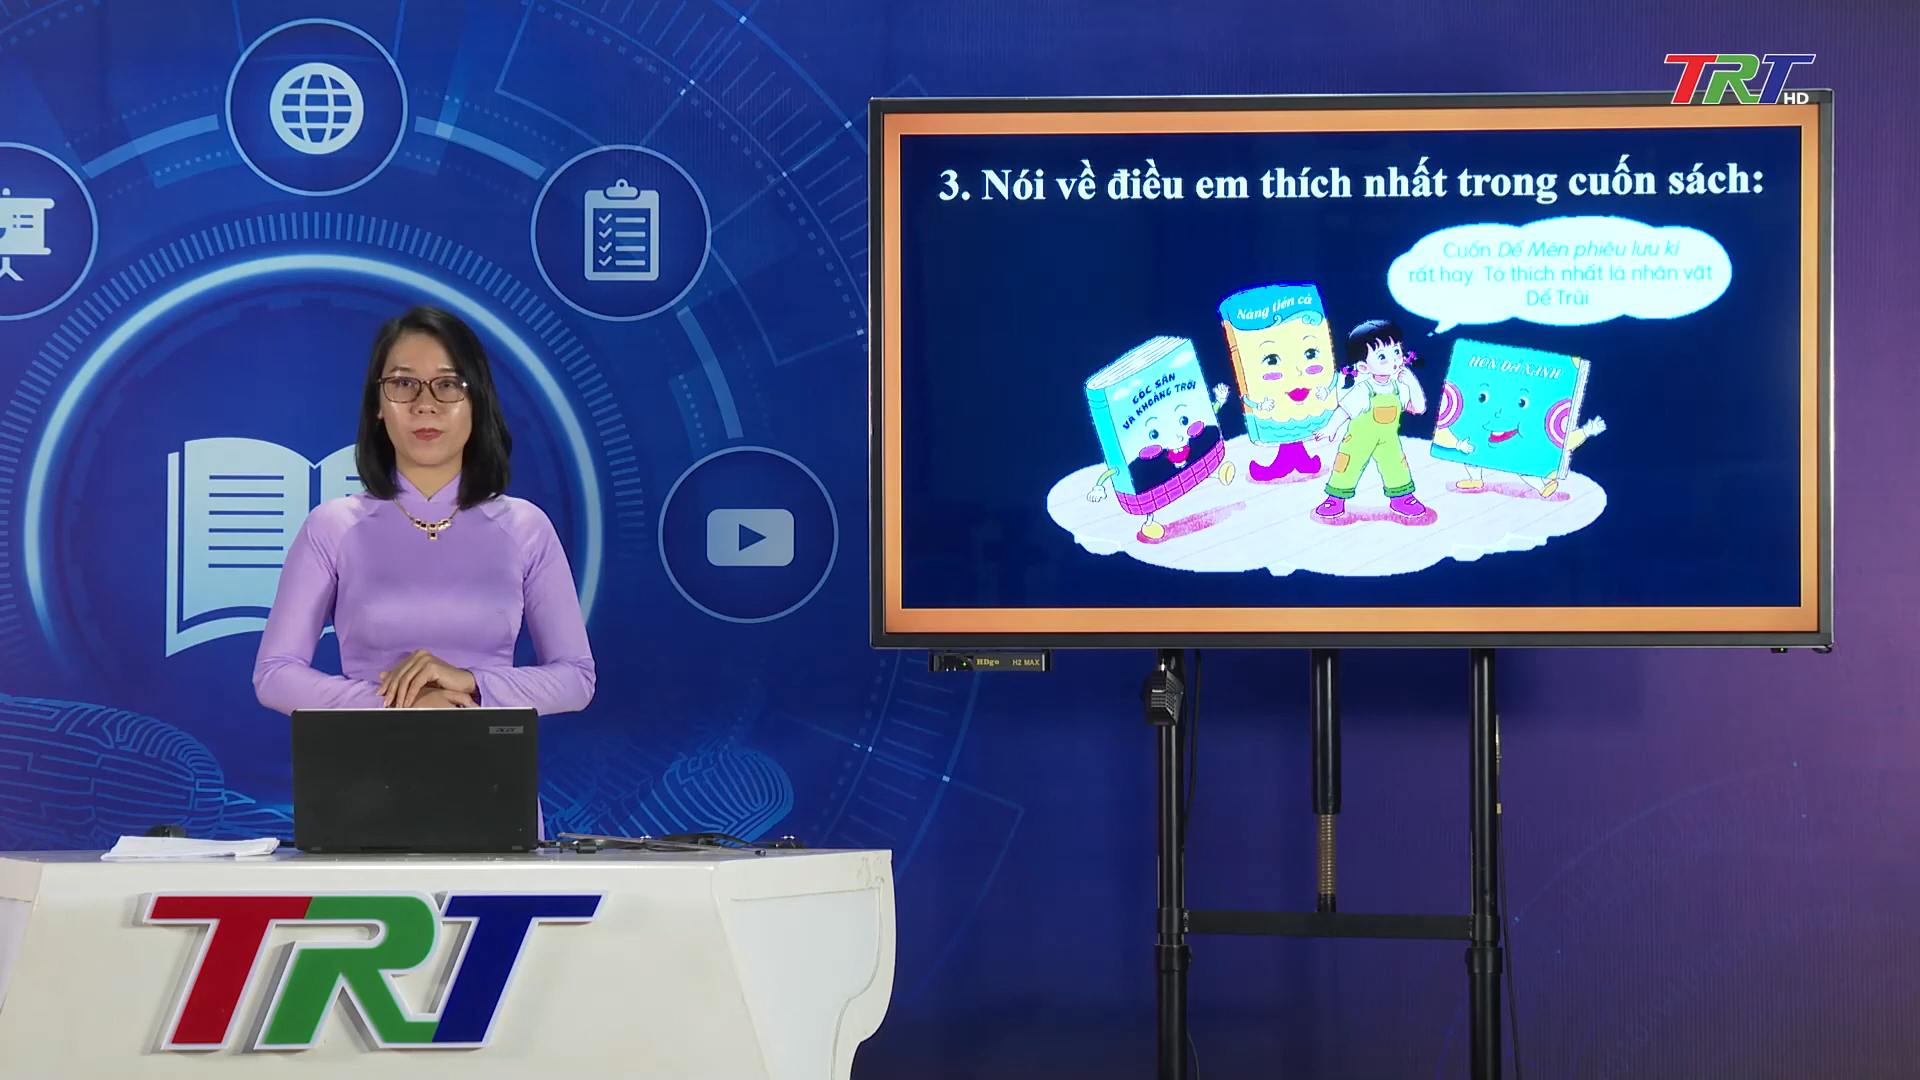 TRT HD
3. Nói về điều em thích nhất trong cuốn sách:
Cuốn Dế Mèn phiêu lưu kí
rất hay. Tớ thích nhất là nhân vật
Dế Trũi
Nàng tiên cá
GÓC SÂN
VÀ KHOẢNG TRỜI
HÒN ĐÁ XANH
HDgo H2 MAX
acer
TRT